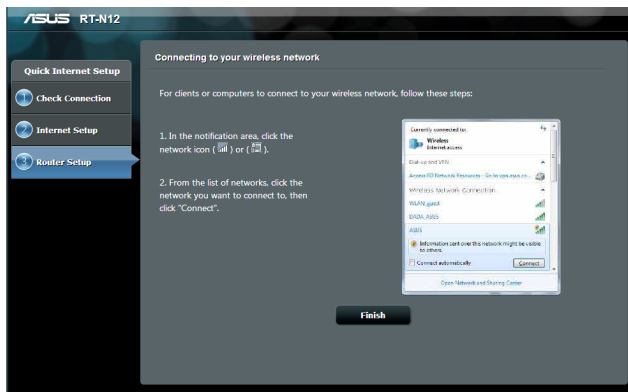 ASUS RT-N12
Quick Internet Setup
1 Check Connection
2 Internet Setup
3 Router Setup
Connecting to your wireless network
For clients or computers to connect to your wireless network, follow these steps:
1. In the notification area, click the
network icon ( ) or ( ).
2. From the list of networks, click the
network you want to connect to, then
click "Connect".
Currently connected to:
Wireless
Internet access
Dial-up and VPN
Wireless Network Connection
WLAN_guest
DADA_ASUS
ASUS
Information sent over this network might be visible
to others.
Connect automatically
Connect
Open Network and Sharing Center
Finish